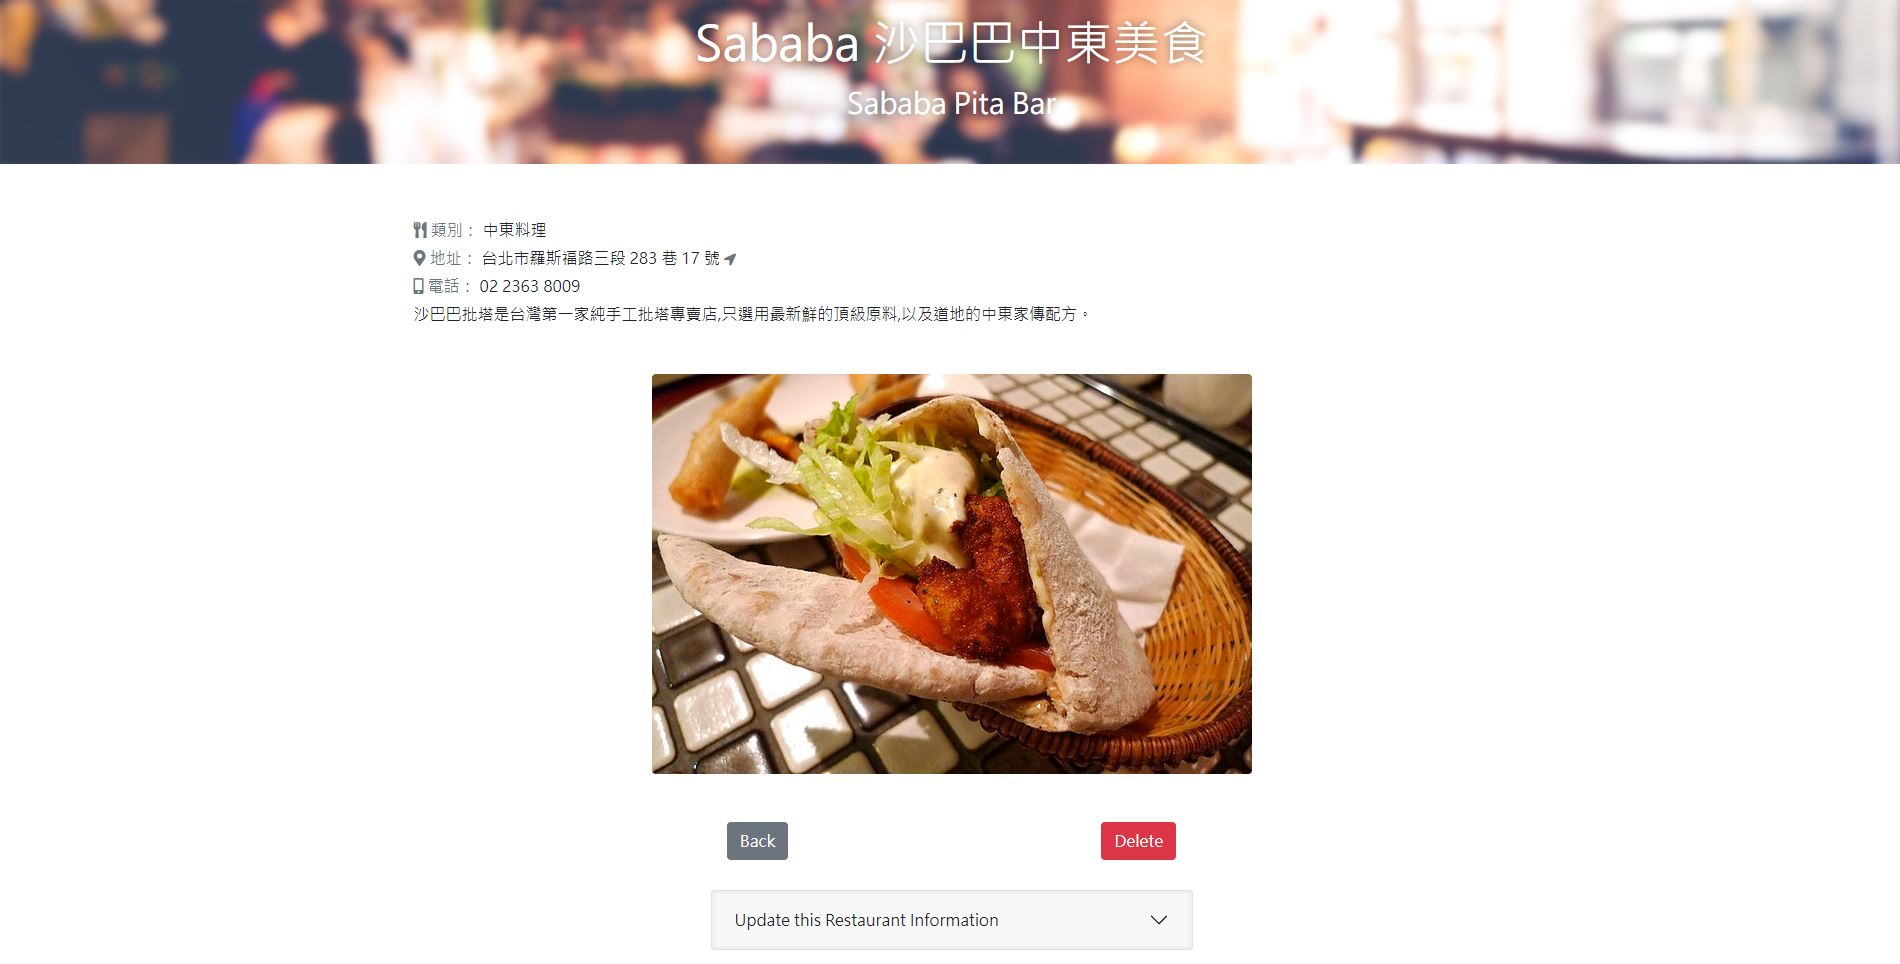 Sababa 沙巴巴中東美食
Sababa Pita Bar
類別： 中東料理
地址： 台北市羅斯福路三段 283 巷 17 號
電話： 02 2363 8009
沙巴巴批塔是台灣第一家純手工批塔專賣店,只選用最新鮮的頂級原料,以及道地的中東家傳配方。
Back
Delete
Update this Restaurant Information